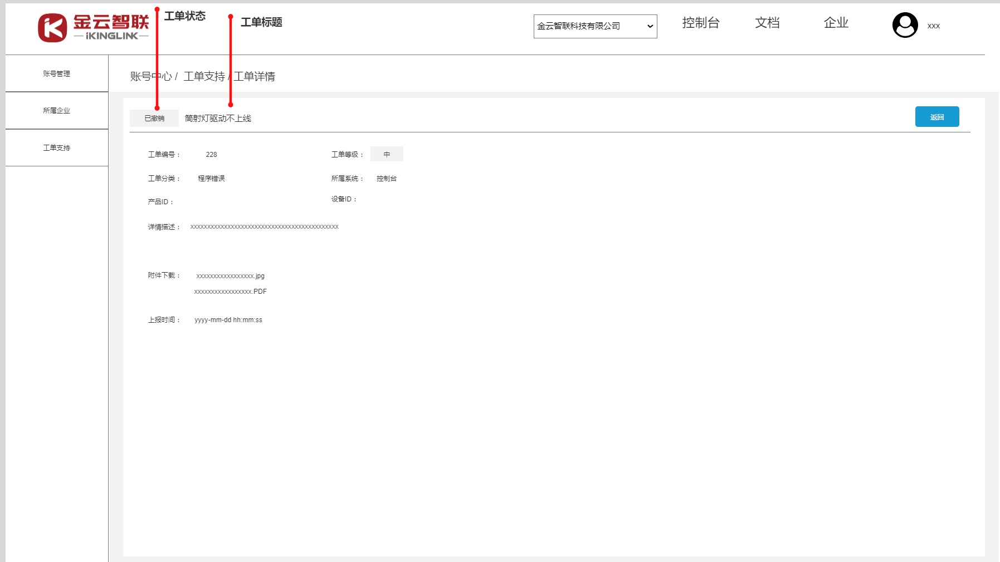 金云智联
iKINGLINK
工单状态
工单标题
金云智联科技有限公司
控制台
文档
企业
xxx
账号管理
所属企业
工单支持
账号中心 / 工单支持 / 工单详情
已撤销
筒射灯驱动不上线
返回
工单编号： 228
工单等级： 中
工单分类： 程序错误
所属系统： 控制台
产品ID：
设备ID：
详情描述： xxxxxxxxxxxxxxxxxxxxxxxxxxxxxxxxxxxxxxxxxxxx
附件下载： xxxxxxxxxxxxxxxxx.jpg
xxxxxxxxxxxxxxxxx.PDF
上报时间： yyyy-mm-dd hh:mm:ss